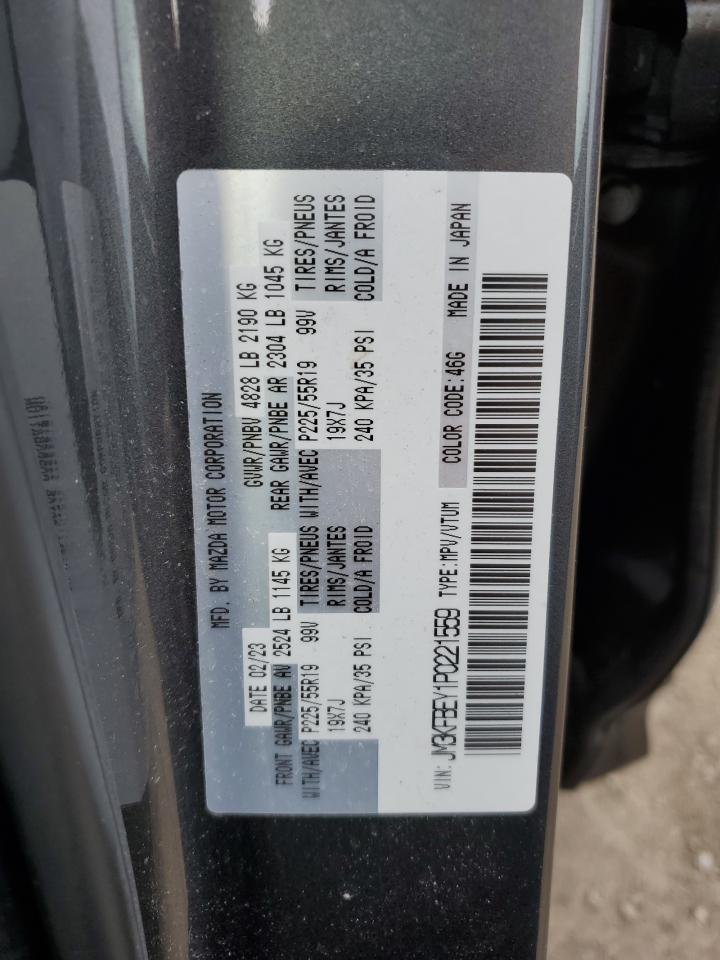 MFD. BY MAZDA MOTOR CORPORATION
DATE 02/23 GVWR/PNBV 4828 LB 2190 KG
FRONT GAWR/PNBE AV 2524 LB 1145 KG REAR GAWR/PNBE AR 2304 LB 1045 KG
WITH/AVEC P225/55R19 99V TIRES/PNEUS WITH/AVEC P225/55R19 99V TIRES/PNEUS
19X7J RIMS/JANTES 19X7J RIMS/JANTES
240 KPA/35 PSI COLD/A FROID 240 KPA/35 PSI COLD/A FROID
VIN: JM3KFBEY1P0221559 TYPE:MPV/VTUM COLOR CODE:46G MADE IN JAPAN